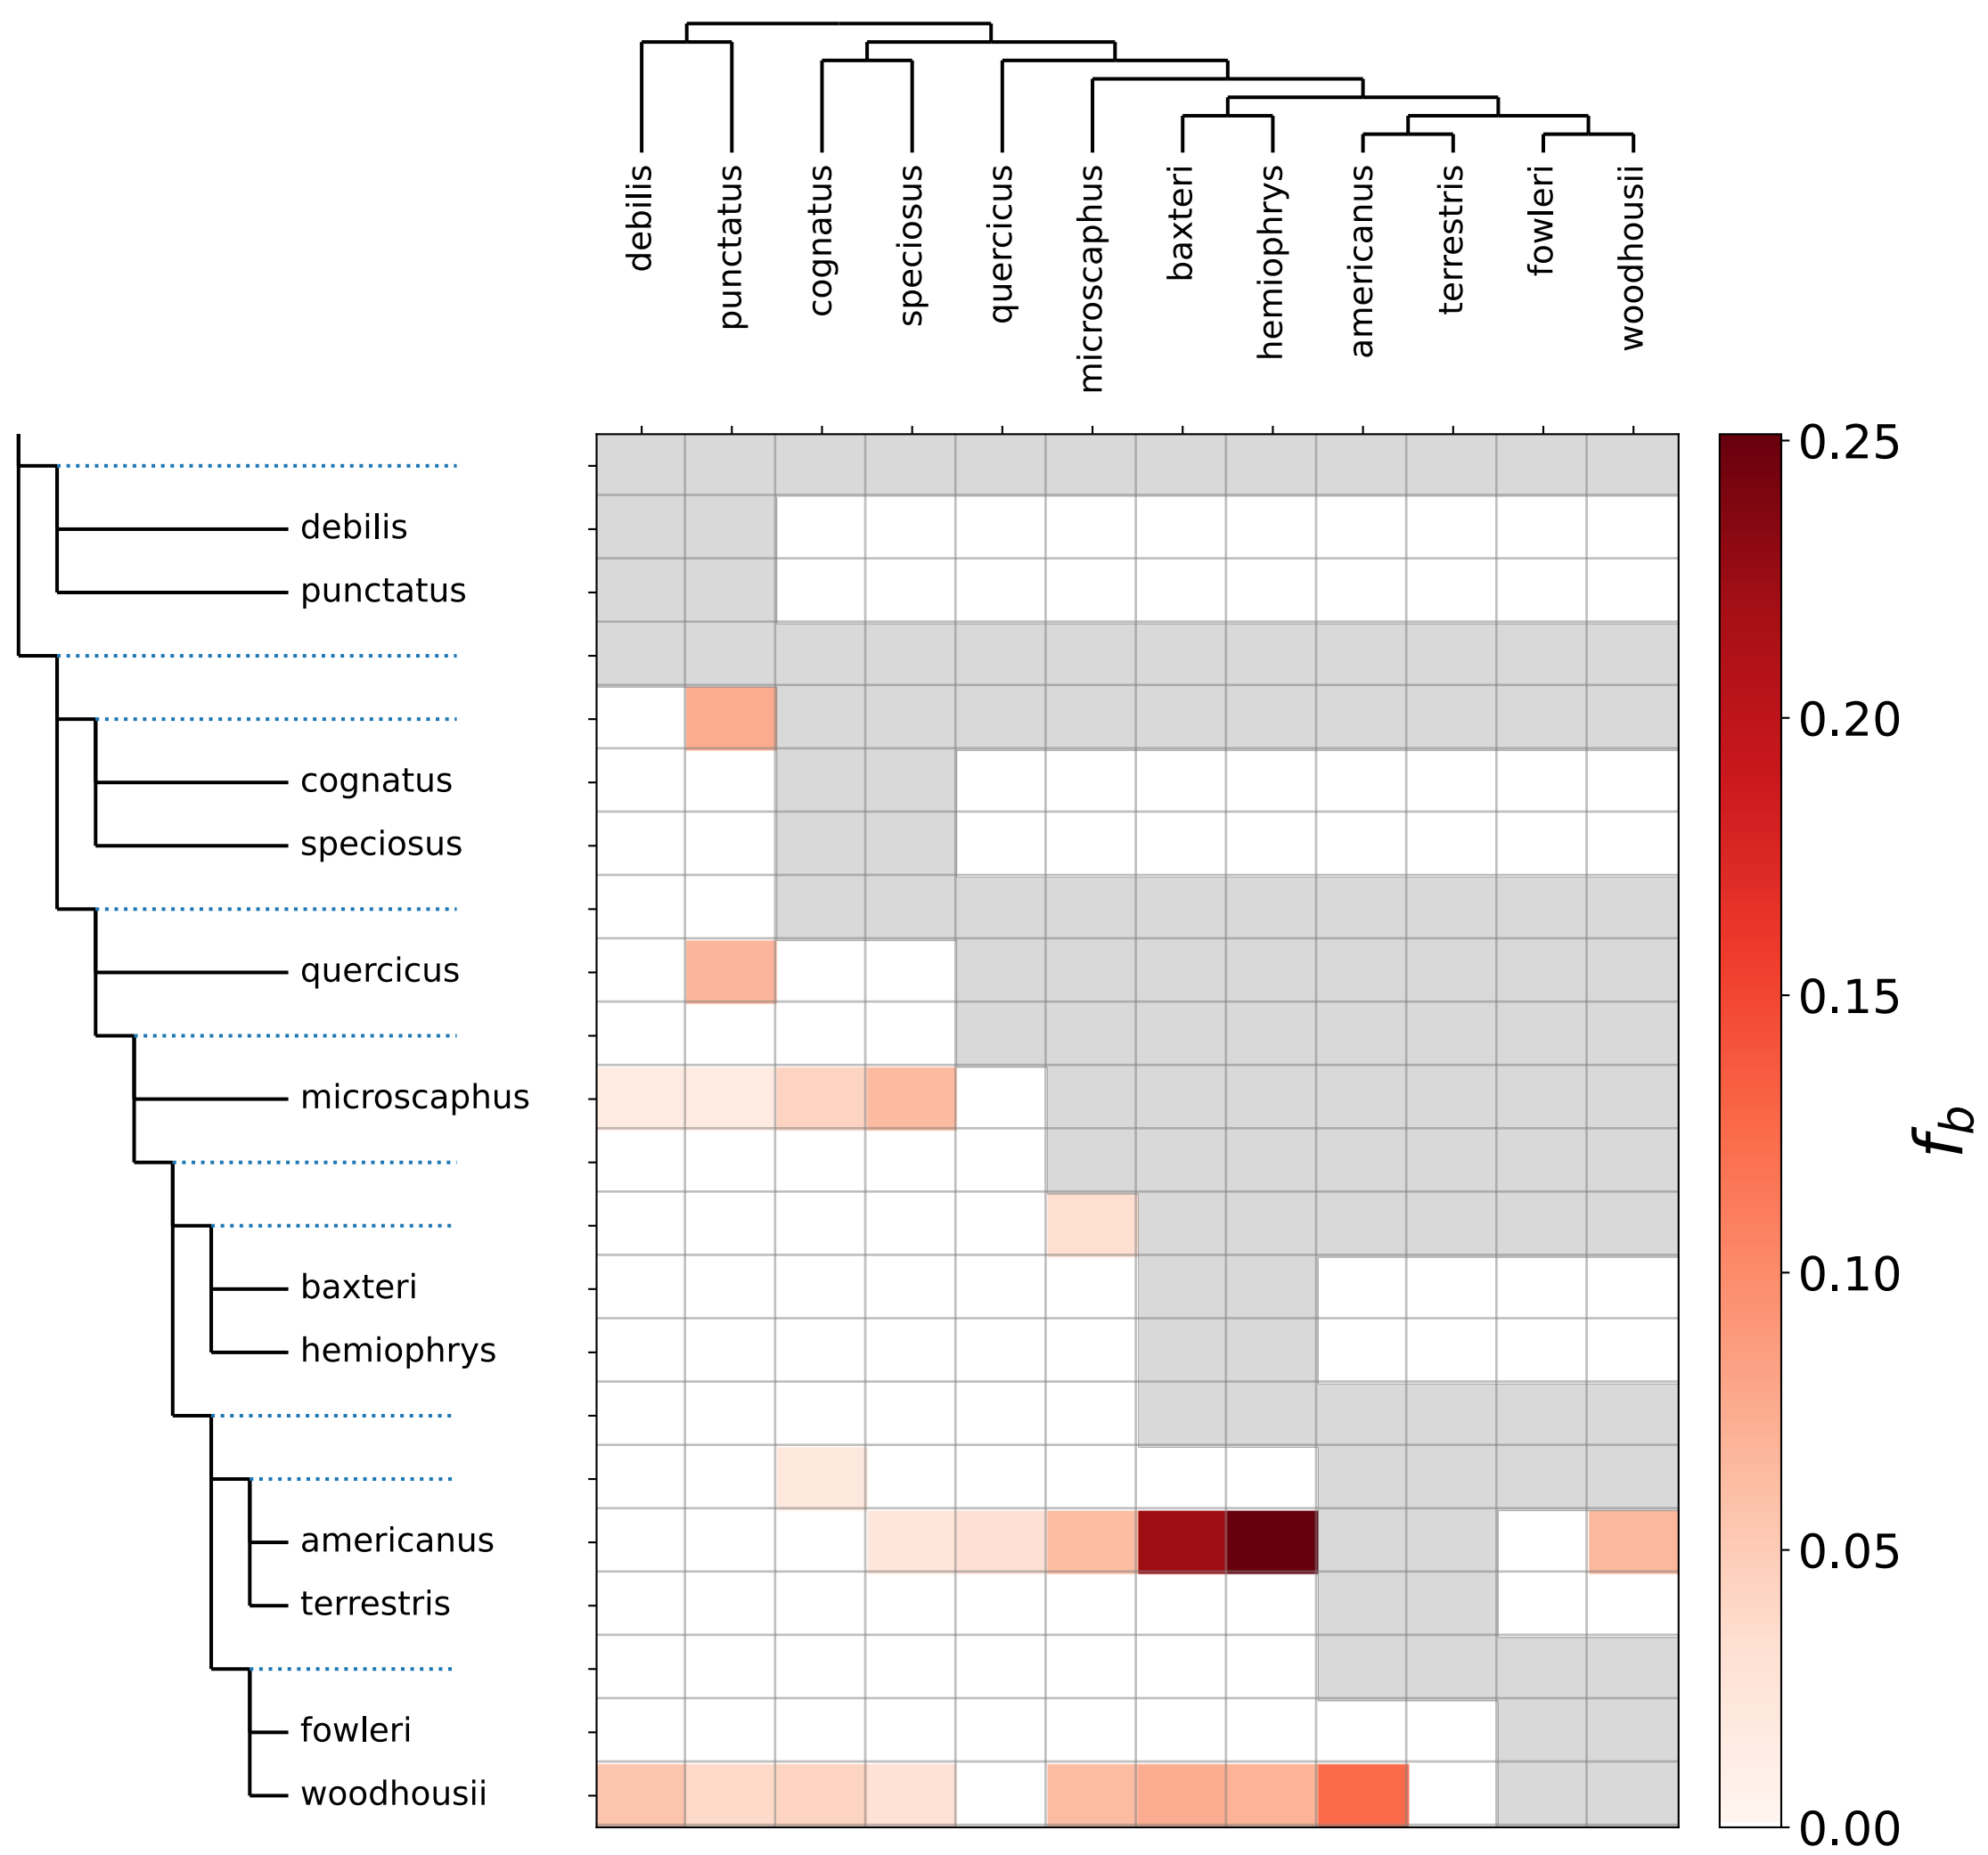 debilis
punctatus
cognatus
speciosus
quercicus
microscaphus
baxteri
hemiophrys
americanus
terrestris
fowleri
woodhousii
debilis
punctatus
cognatus
speciosus
quercicus
microscaphus
baxteri
hemiophrys
americanus
terrestris
fowleri
woodhousii
0.25
0.20
0.15
0.10
0.05
0.00
f_b